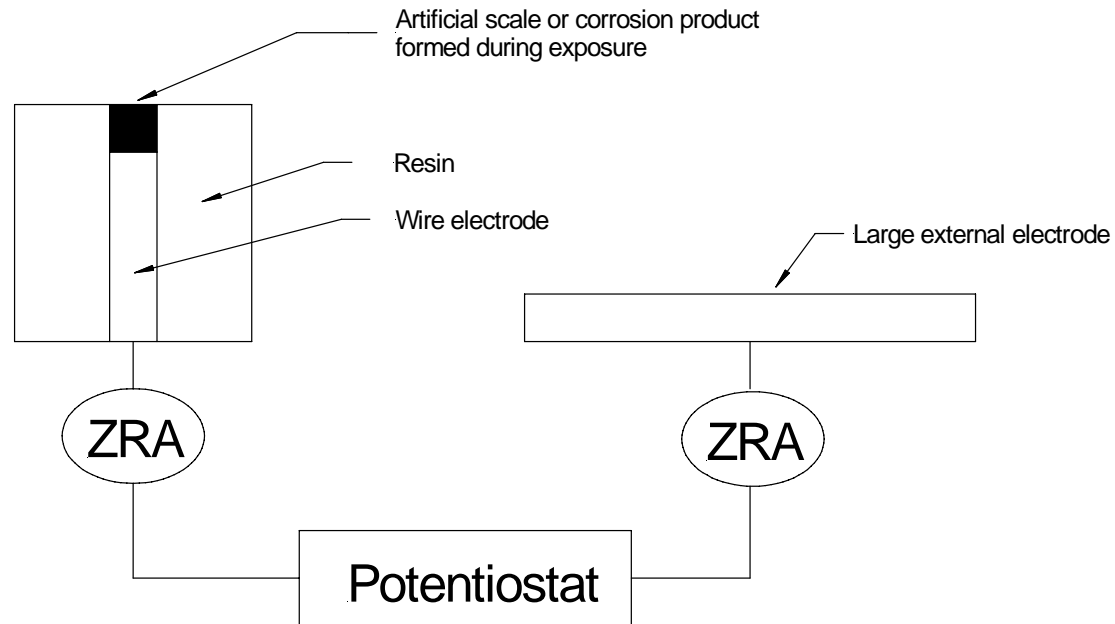 Artificial scale or corrosion product
formed during exposure
Resin
Wire electrode
Large external electrode
ZRA
ZRA
Potentiostat